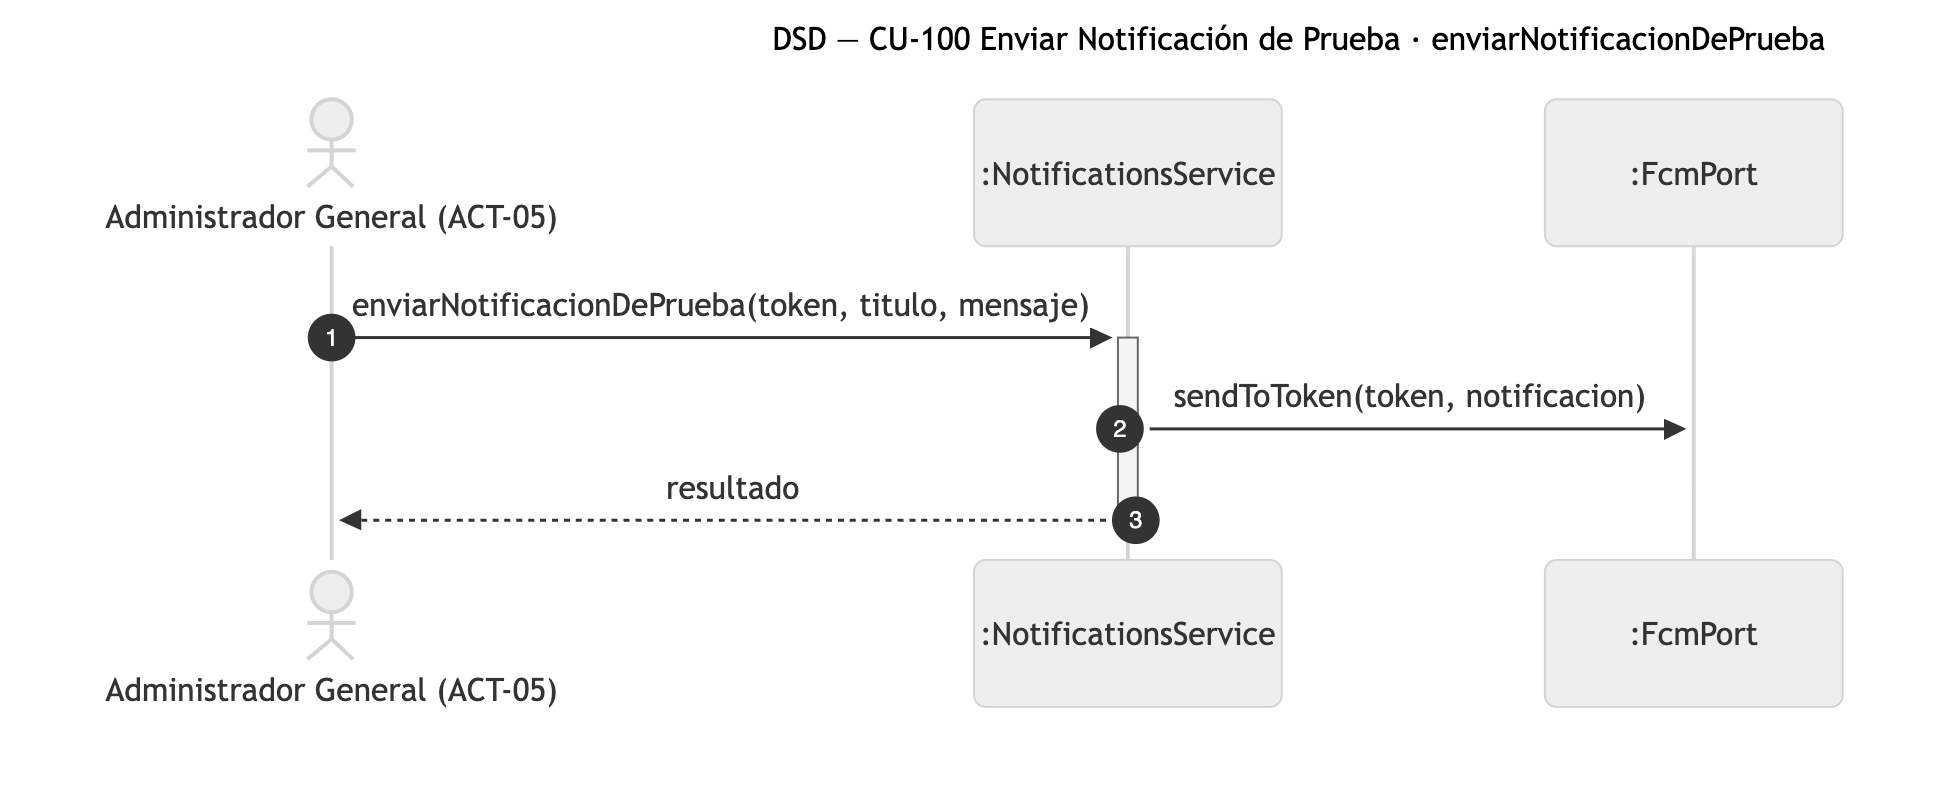 DSD — CU-100 Enviar Notificación de Prueba · enviarNotificacionDePrueba
Administrador General (ACT-05)
:NotificationsService
:FcmPort
enviarNotificacionDePrueba(token, titulo, mensaje)
1
sendToToken(token, notificacion)
2
resultado
3
Administrador General (ACT-05)
:NotificationsService
:FcmPort